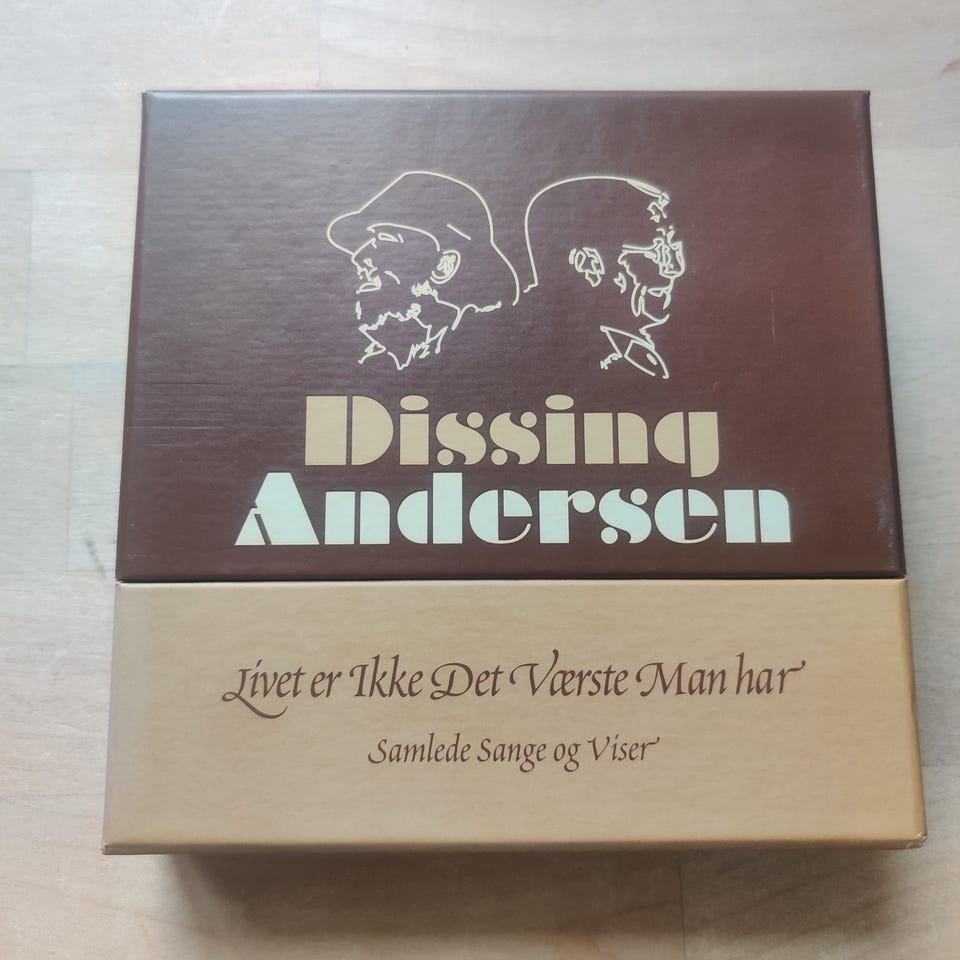 Dissing
Andersen
Livet er Ikke Det Værste Man har
Samlede Sange og Viser